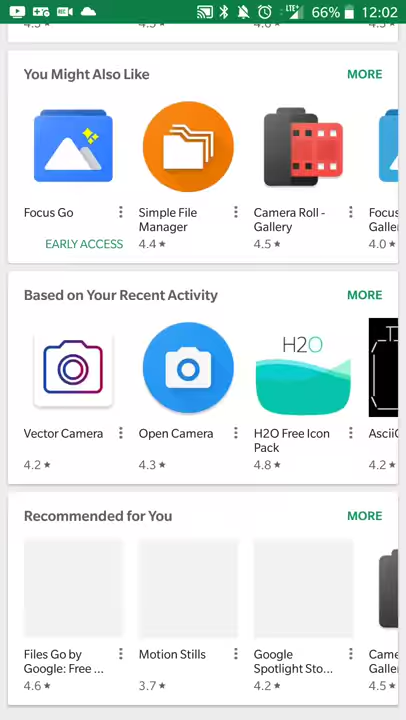 LTE 66% 12:02
You Might Also Like MORE
Focus Go
Simple File
Manager
Camera Roll -
Gallery
Focus
Galle
EARLY ACCESS
4.4 ★
4.5 ★
4.0 ★
Based on Your Recent Activity MORE
H2O
Vector Camera
Open Camera
H2O Free Icon
Pack
AsciiC
4.2 ★
4.3 ★
4.8 ★
4.2 ★
Recommended for You MORE
Files Go by
Google: Free ...
Motion Stills
Google
Spotlight Sto...
Came
Galle
4.6 ★
3.7 ★
4.2 ★
4.5 ★